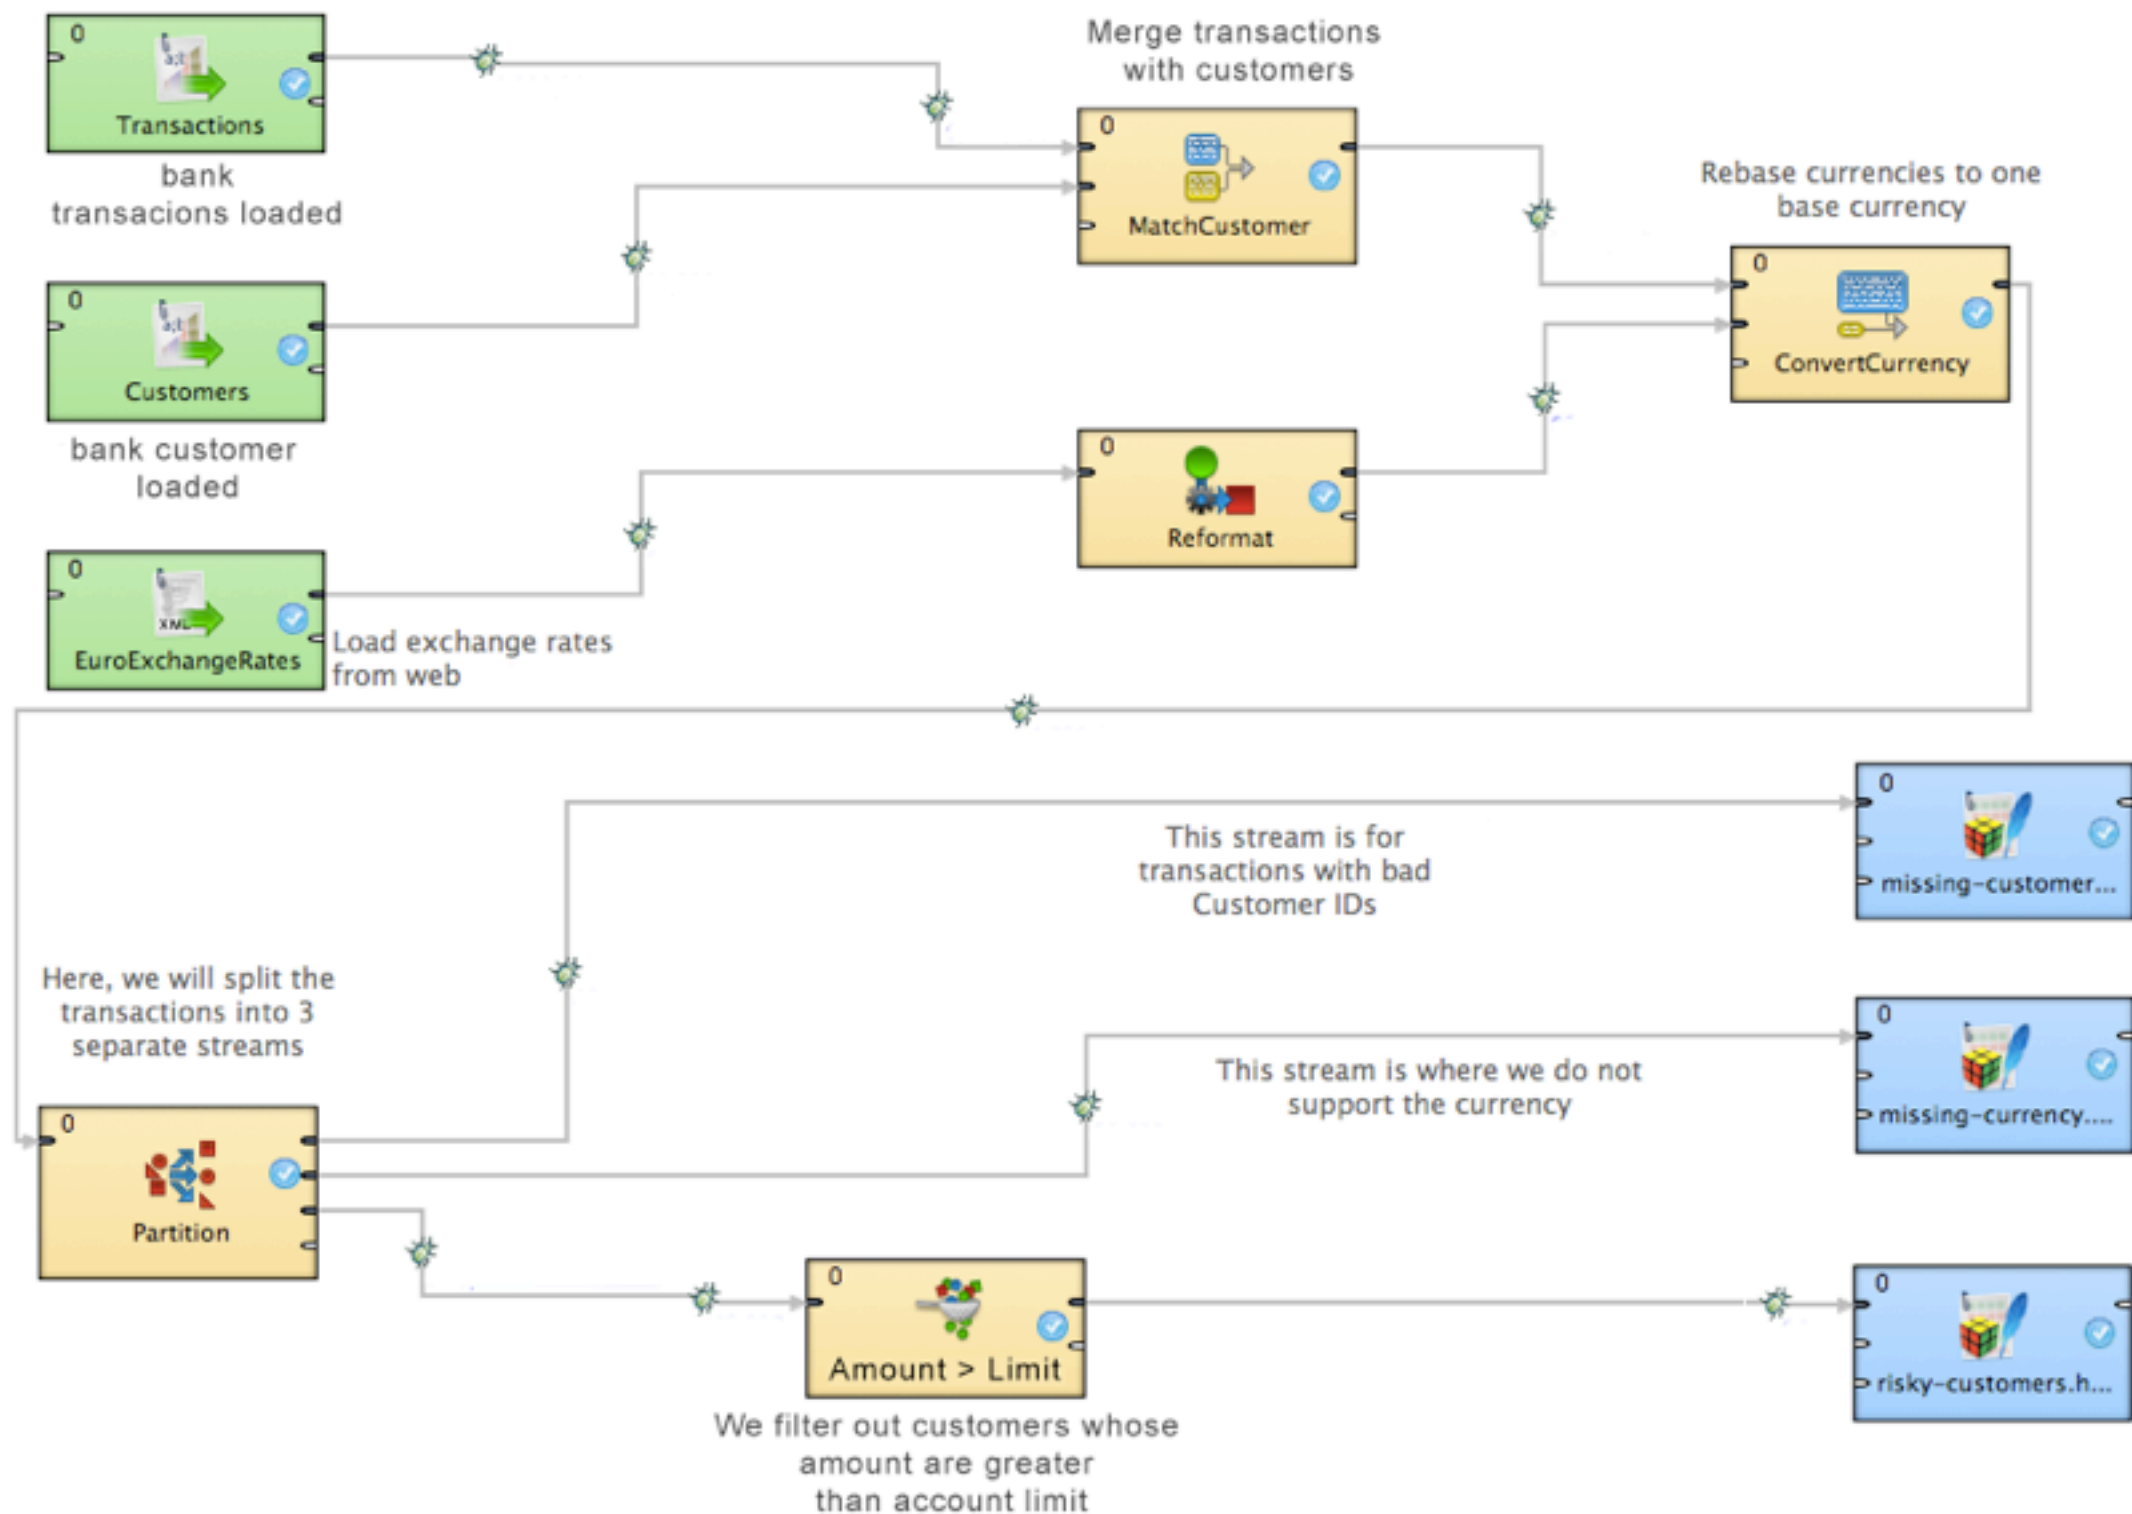 0
Transactions
bank
transacions loaded
Merge transactions
with customers
0
MatchCustomer
Rebase currencies to one
base currency
0
ConvertCurrency
0
Customers
bank customer
loaded
0
Reformat
0
XML
EuroExchangeRates
Load exchange rates
from web
0
missing-customer...
This stream is for
transactions with bad
Customer IDs
Here, we will split the
transactions into 3
separate streams
0
missing-currency....
This stream is where we do not
support the currency
0
Partition
0
Amount > Limit
We filter out customers whose
amount are greater
than account limit
0
risky-customers.h...